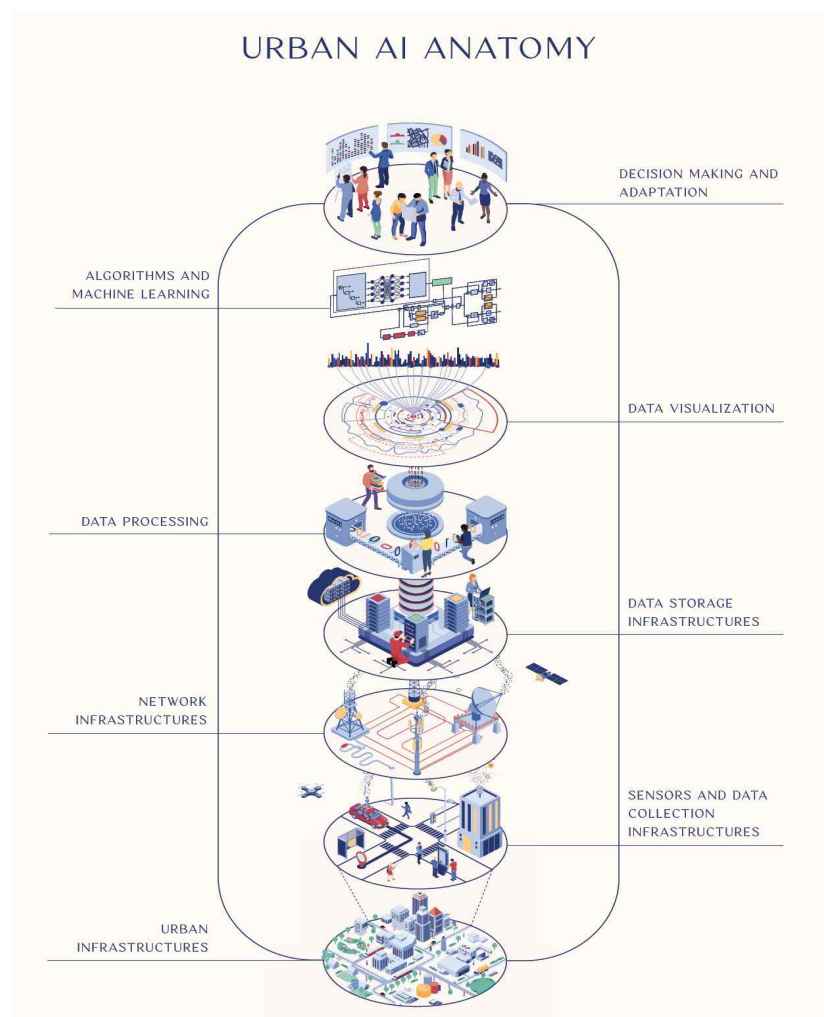 URBAN AI ANATOMY
DECISION MAKING AND
ADAPTATION
ALGORITHMS AND
MACHINE LEARNING
DATA VISUALIZATION
DATA PROCESSING
DATA STORAGE
INFRASTRUCTURES
NETWORK
INFRASTRUCTURES
SENSORS AND DATA
COLLECTION
INFRASTRUCTURES
URBAN
INFRASTRUCTURES